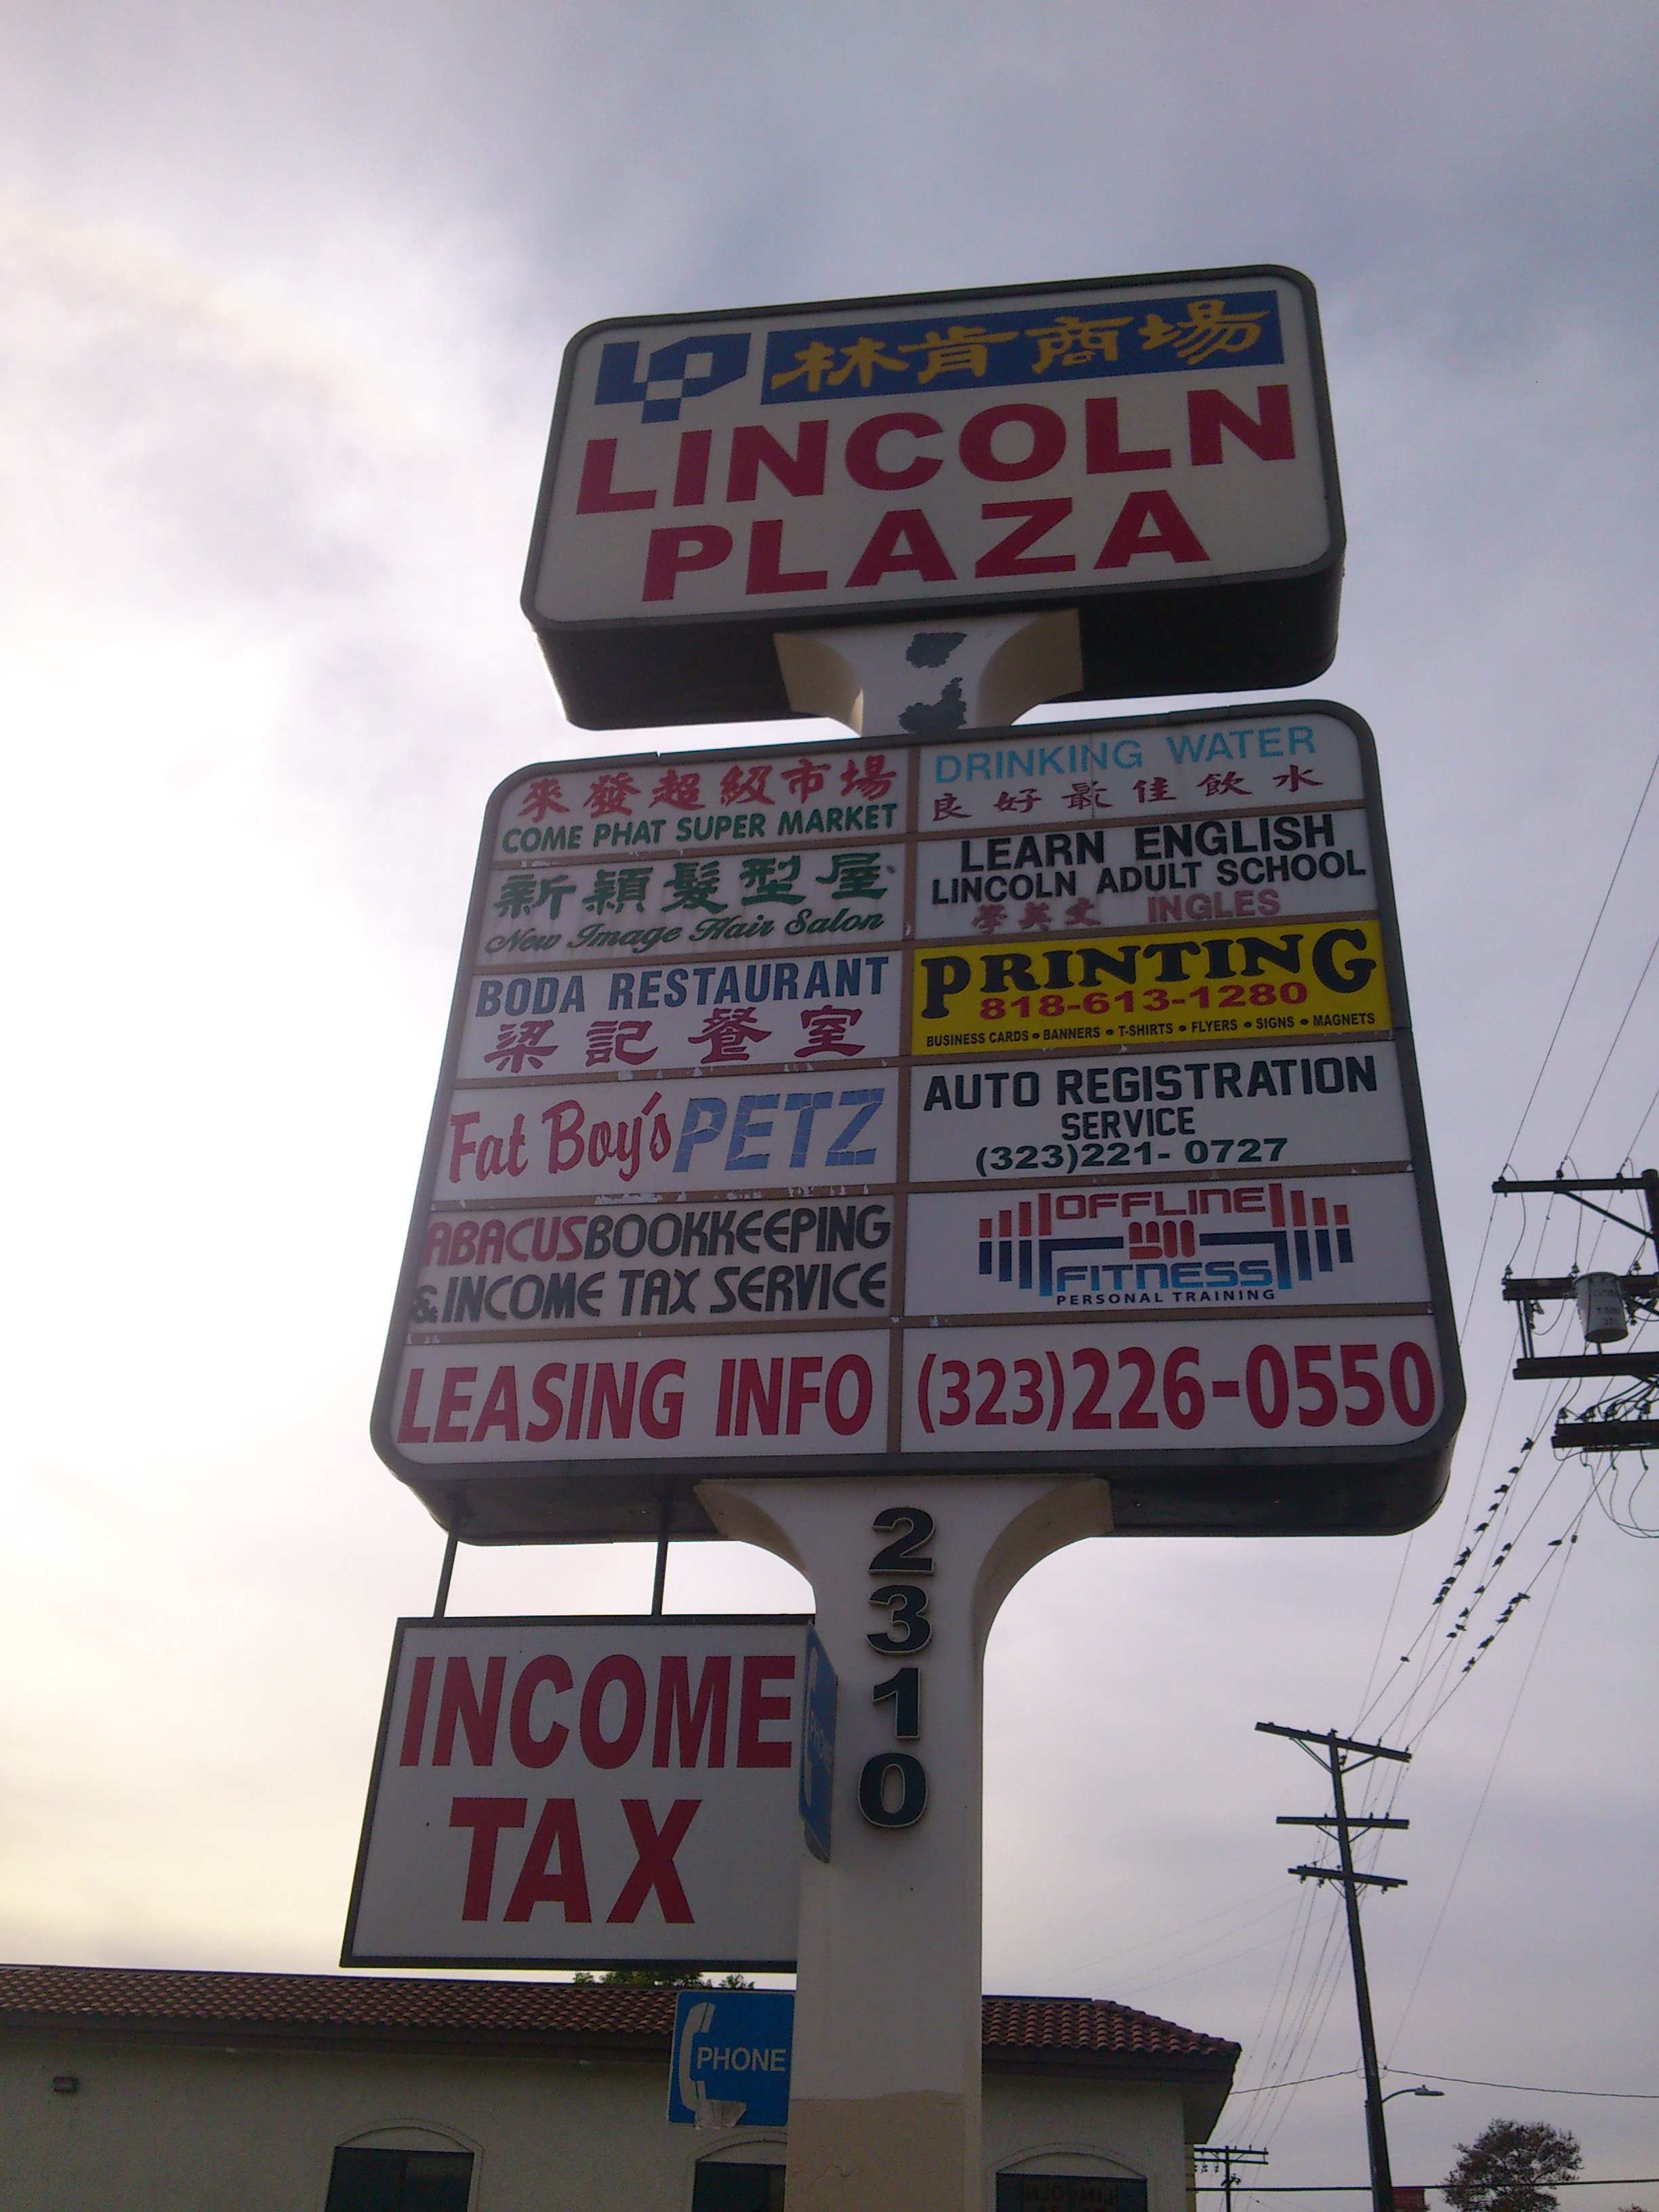 LP 林肯商場
LINCOLN
PLAZA
來發超級市場
COME PHAT SUPER MARKET
DRINKING WATER
良好最佳飲水
新穎髮型屋
New Image Hair Salon
LEARN ENGLISH
LINCOLN ADULT SCHOOL
學英文 INGLES
BODA RESTAURANT
梁記餐室
PRINTING
818-613-1280
BUSINESS CARDS • BANNERS • T-SHIRTS • FLYERS • SIGNS • MAGNETS
Fat Boy's PETZ
AUTO REGISTRATION
SERVICE
(323)221-0727
ABACUS BOOKKEEPING
& INCOME TAX SERVICE
OFFLINE
FITNESS
PERSONAL TRAINING
LEASING INFO (323)226-0550
2310
INCOME
TAX
PHONE